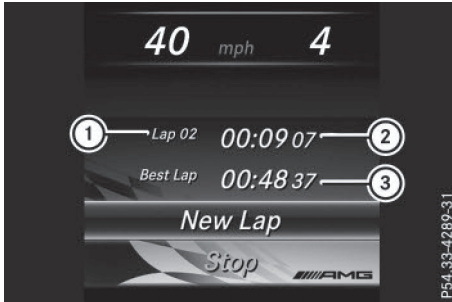 40 mph 4
1 Lap 02 00:09 07 2
Best Lap 00:48 37 3
New Lap
Stop AMG
P54.33-4289-31